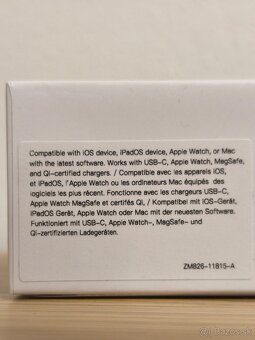 Compatible with iOS device, iPadOS device, Apple Watch, or Mac
with the latest software. Works with USB-C, Apple Watch, MagSafe,
and Qi-certified chargers. / Compatible avec les appareils iOS,
et iPadOS, l'Apple Watch ou les ordinateurs Mac équipés des
logiciels les plus récent. Fonctionne avec les chargeurs USB-C,
Apple Watch MagSafe et certifés Qi, / Kompatibel mit iOS-Gerät,
iPadOS Gerät, Apple Watch oder Mac mit der neuesten Software.
Funktioniert mit USB-C, Apple Watch-, MagSafe- und
Qi-zertifizierten Ladegeräten.
ZM826-11815-A